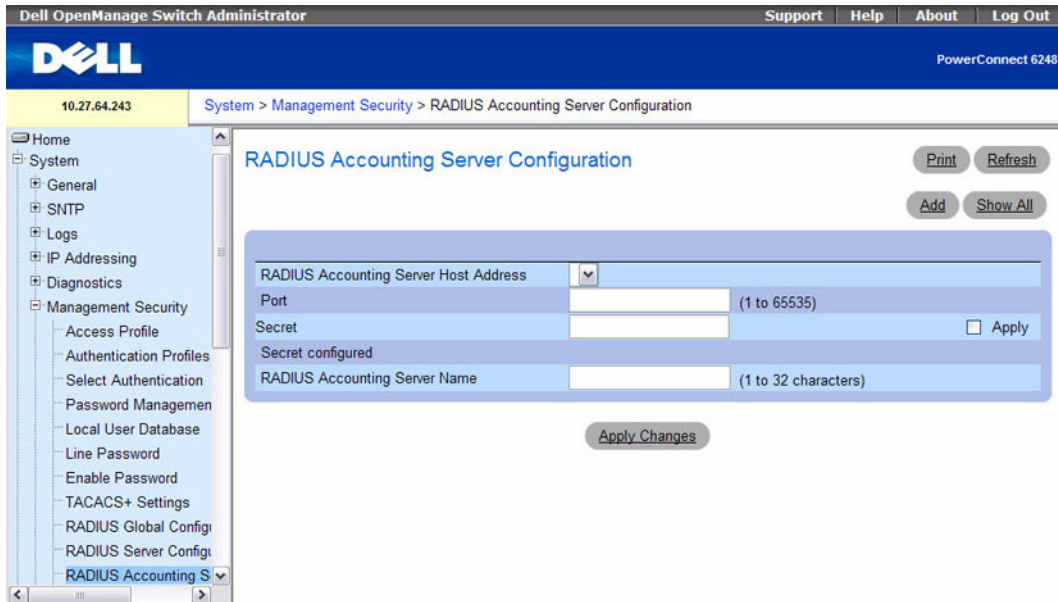 Dell OpenManage Switch Administrator
Support Help About Log Out
DELL
PowerConnect 6248
10.27.64.243
System > Management Security > RADIUS Accounting Server Configuration
Home
System
General
SNTP
Logs
IP Addressing
Diagnostics
Management Security
Access Profile
Authentication Profiles
Select Authentication
Password Managemen
Local User Database
Line Password
Enable Password
TACACS+ Settings
RADIUS Global Configu
RADIUS Server Configu
RADIUS Accounting S
RADIUS Accounting Server Configuration
Print Refresh
Add Show All
RADIUS Accounting Server Host Address
Port (1 to 65535)
Secret Apply
Secret configured
RADIUS Accounting Server Name (1 to 32 characters)
Apply Changes